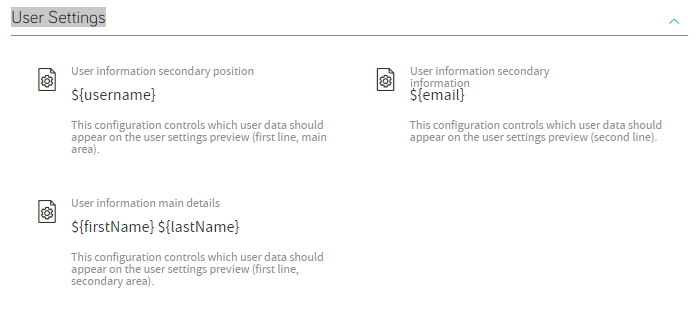 User Settings
User information secondary position
${username}
This configuration controls which user data should
appear on the user settings preview (first line, main
area).
User information secondary
information
${email}
This configuration controls which user data should
appear on the user settings preview (second line).
User information main details
${firstName} ${lastName}
This configuration controls which user data should
appear on the user settings preview (first line,
secondary area).